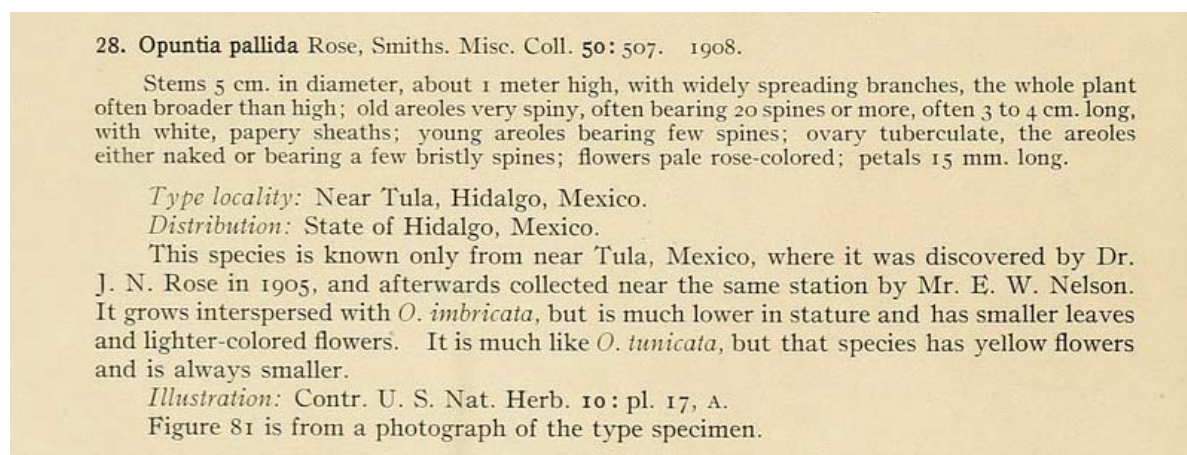 28. Opuntia pallida Rose, Smiths. Misc. Coll. 50: 507. 1908.
Stems 5 cm. in diameter, about 1 meter high, with widely spreading branches, the whole plant
often broader than high; old areoles very spiny, often bearing 20 spines or more, often 3 to 4 cm. long,
with white, papery sheaths; young areoles bearing few spines; ovary tuberculate, the areoles
either naked or bearing a few bristly spines; flowers pale rose-colored; petals 15 mm. long.
Type locality: Near Tula, Hidalgo, Mexico.
Distribution: State of Hidalgo, Mexico.
This species is known only from near Tula, Mexico, where it was discovered by Dr.
J. N. Rose in 1905, and afterwards collected near the same station by Mr. E. W. Nelson.
It grows interspersed with O. imbricata, but is much lower in stature and has smaller leaves
and lighter-colored flowers. It is much like O. tunicata, but that species has yellow flowers
and is always smaller.
Illustration: Contr. U. S. Nat. Herb. 10: pl. 17, A.
Figure 81 is from a photograph of the type specimen.